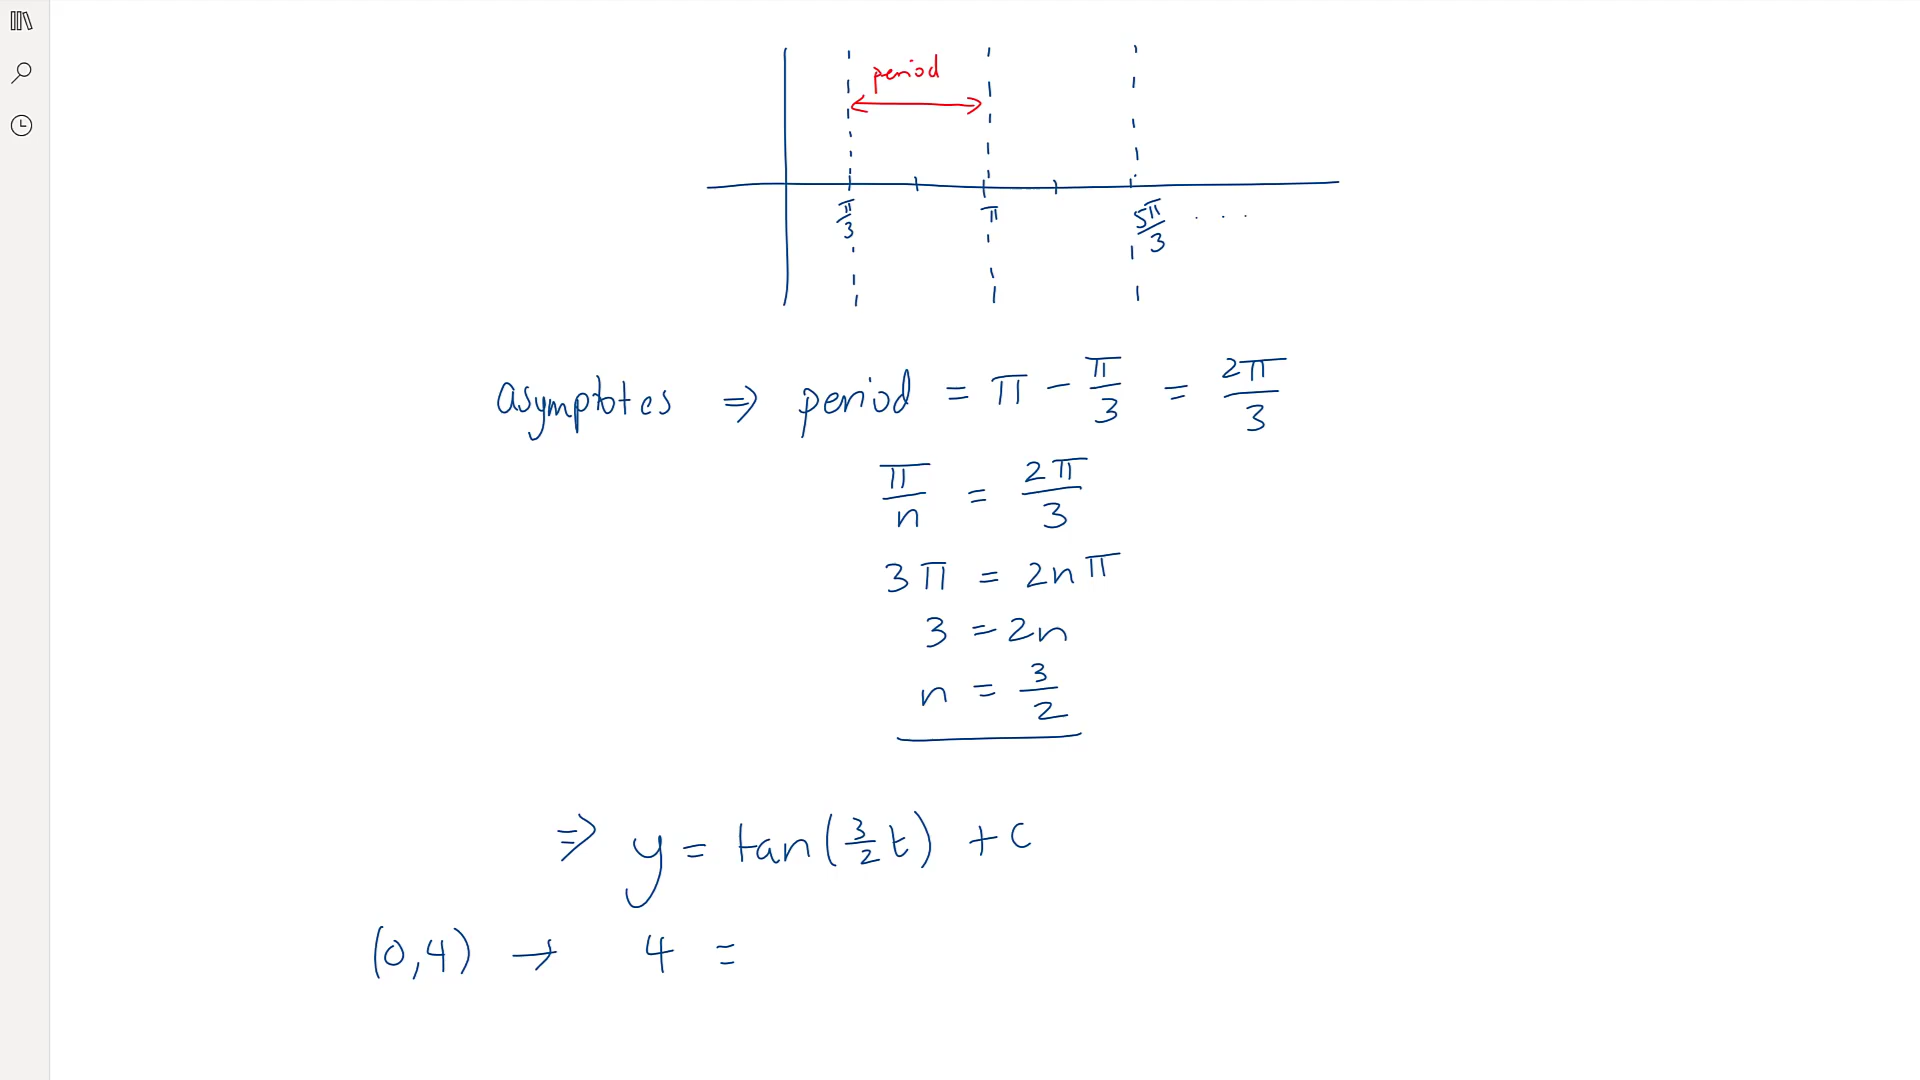 period
π/3 π 5π/3 . . .
asymptotes ⇒ period = π − π/3 = 2π/3
π/n = 2π/3
3π = 2nπ
3 = 2n
n = 3/2
⇒ y = tan(3/2 t) + c
(0,4) → 4 =